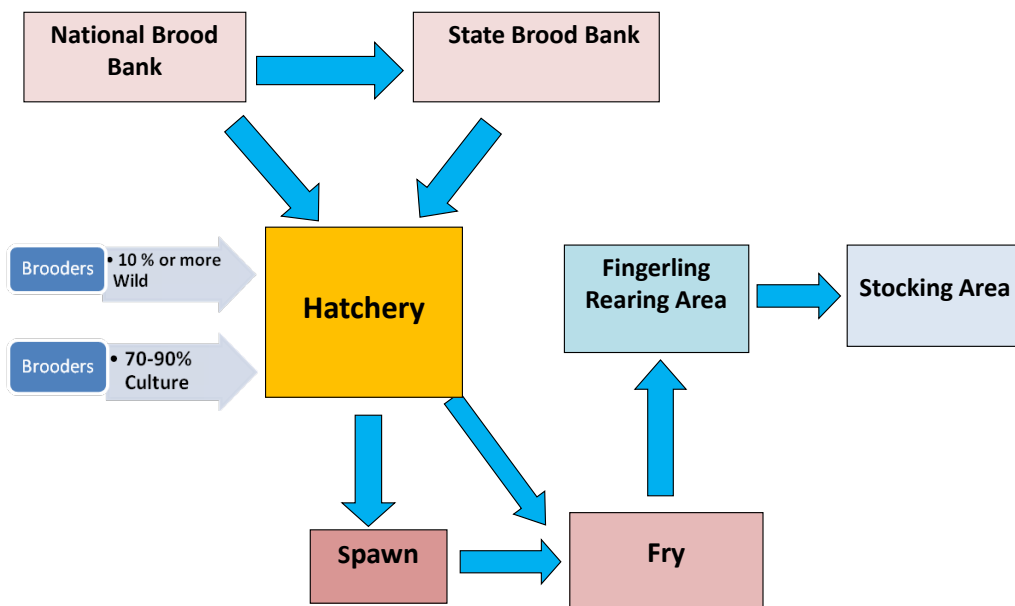 National Brood
Bank
State Brood Bank
Brooders
• 10 % or more
Wild
Hatchery
Fingerling
Rearing Area
Stocking Area
Brooders
• 70-90%
Culture
Spawn
Fry